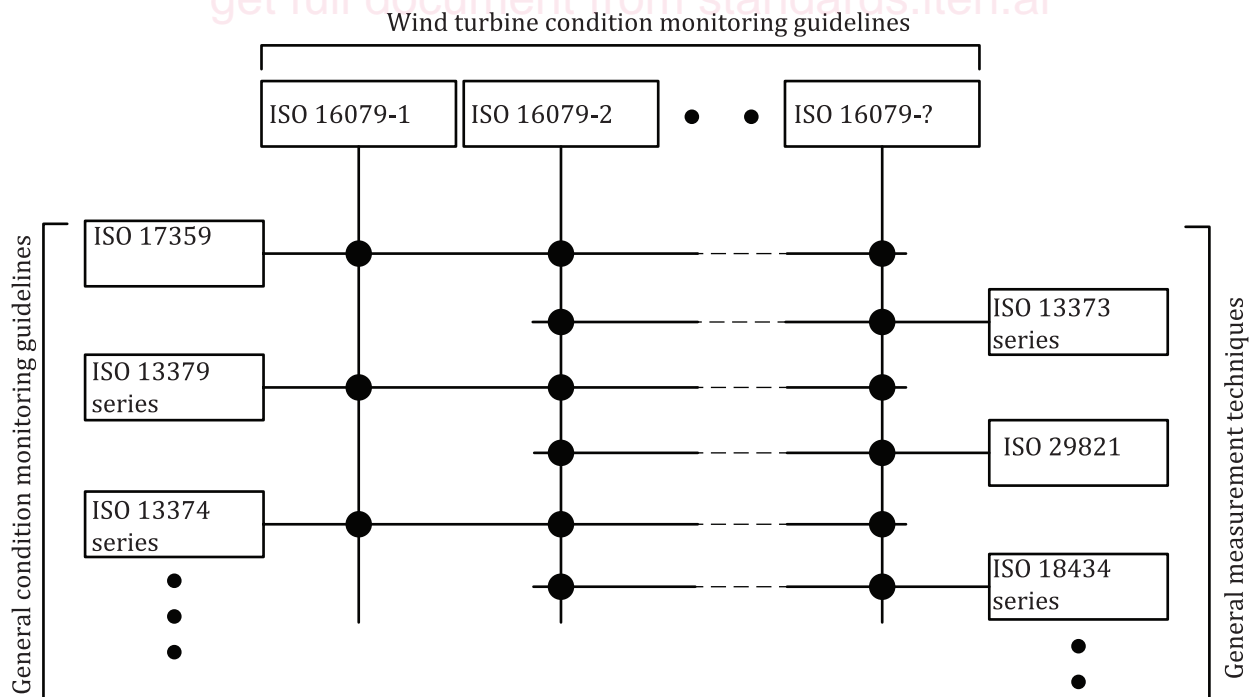 get full document from standards.iteh.ai
Wind turbine condition monitoring guidelines
ISO 16079-1
ISO 16079-2
ISO 16079-?
General condition monitoring guidelines
ISO 17359
ISO 13379
series
ISO 13374
series
ISO 13373
series
ISO 29821
ISO 18434
series
General measurement techniques